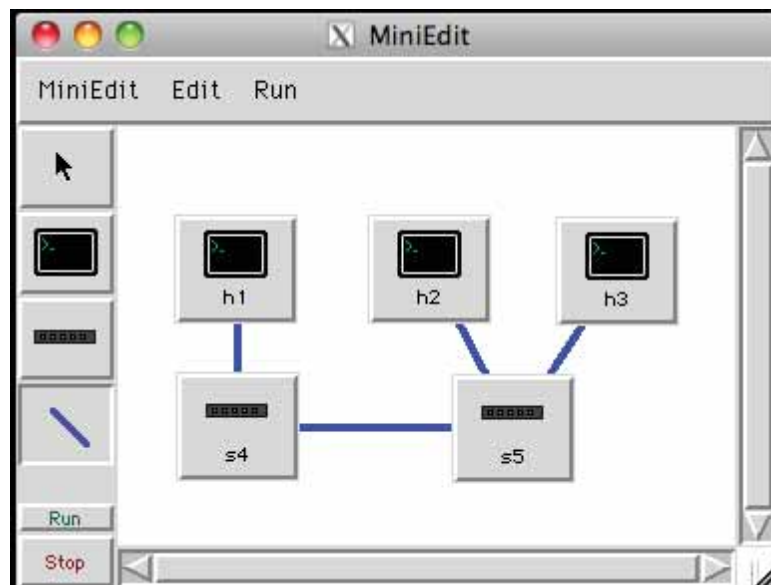 MiniEdit
MiniEdit Edit Run
h1 h2 h3
s4 s5
Run
Stop